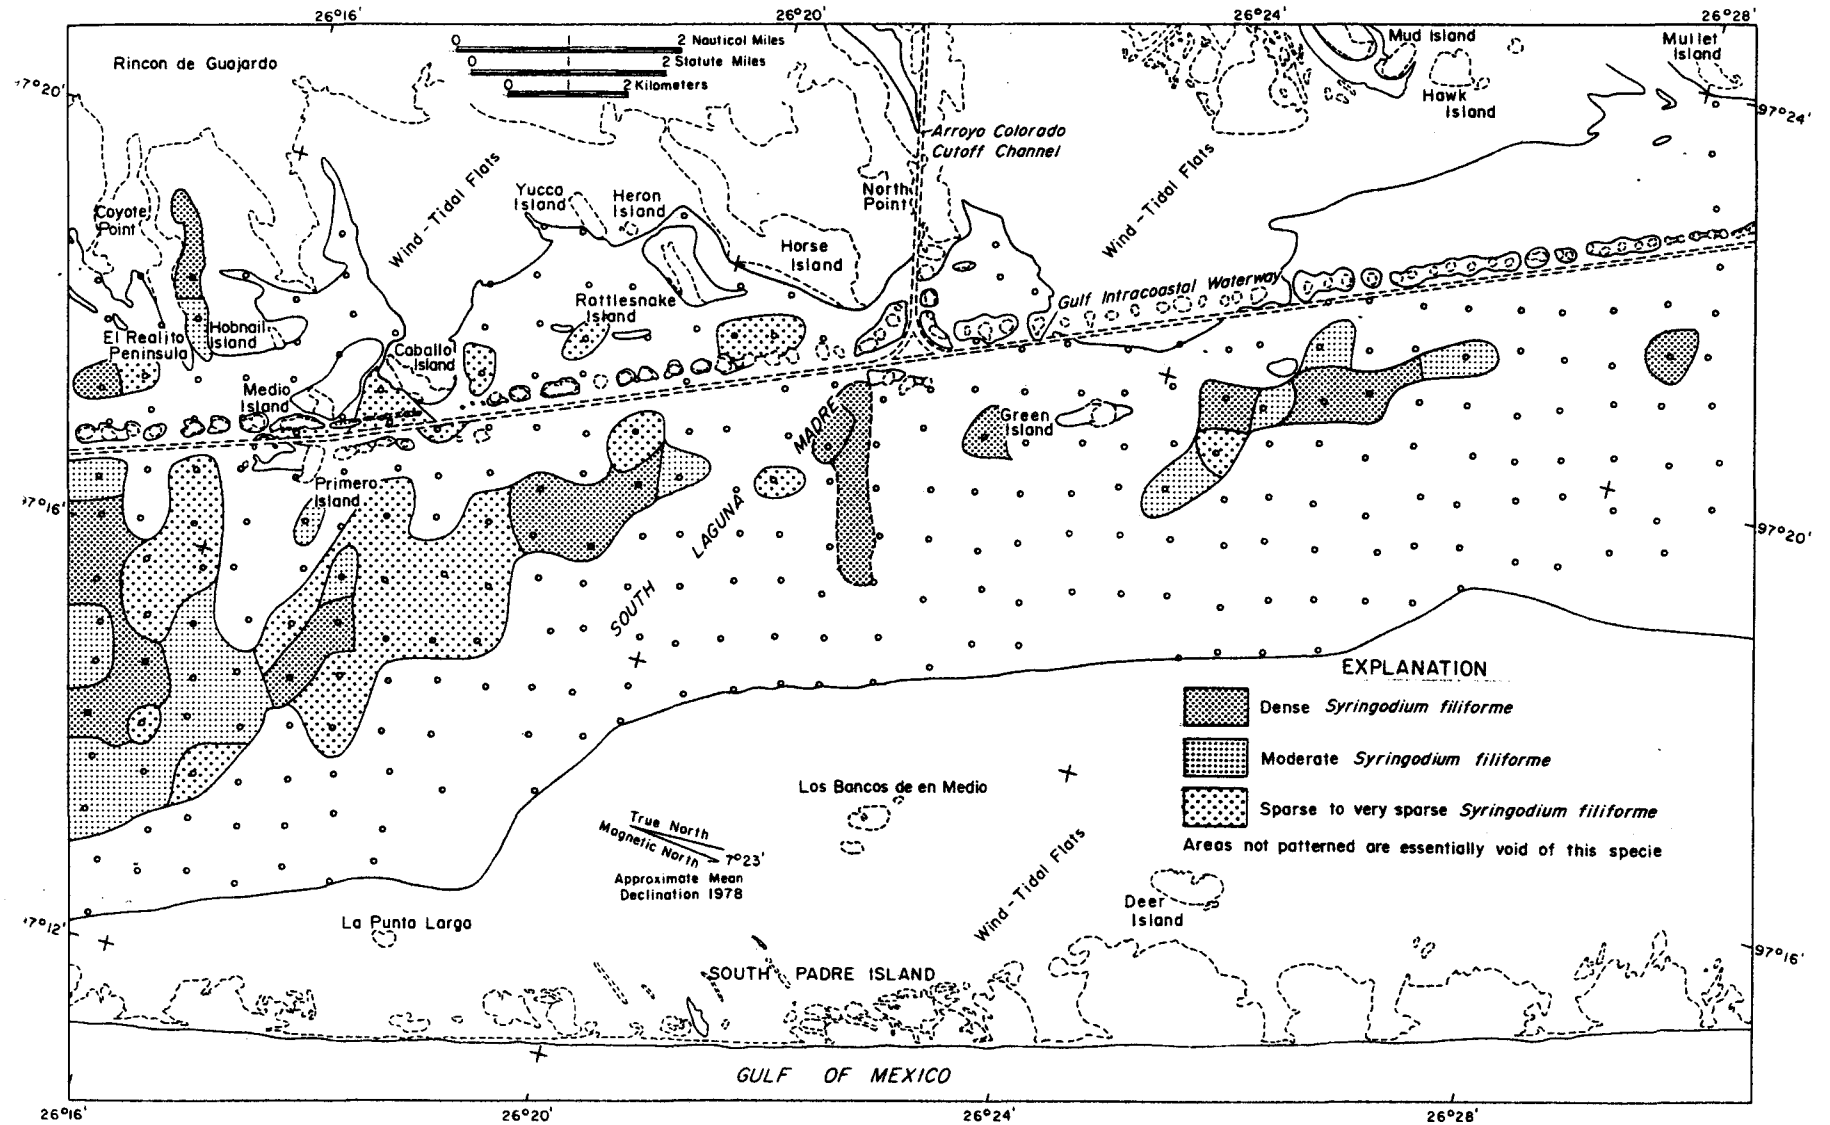 26°16'
26°20'
26°24'
26°28'
0 2 Nautical Miles
0 2 Statute Miles
0 2 Kilometers
Rincon de Guajardo
Mud Island
Mullet
Island
Hawk
Island
97°20'
97°24'
Arroyo Colorado
Cutoff Channel
Wind-Tidal Flats
Wind-Tidal Flats
Coyote
Point
Yucca
Island
Heron
Island
North
Point
Horse
Island
Gulf Intracoastal Waterway
Rattlesnake
Island
El Realito
Peninsula
Hobnail
Island
Caballo
Island
Medio
Island
Green
Island
Primero
Island
SOUTH LAGUNA MADRE
97°16'
97°20'
EXPLANATION
Dense Syringodium filiforme
Moderate Syringodium filiforme
Sparse to very sparse Syringodium filiforme
Areas not patterned are essentially void of this specie
Los Bancos de en Medio
True North
Magnetic North
7°23'
Approximate Mean
Declination 1978
Wind-Tidal Flats
Deer
Island
La Punta Larga
17°12'
97°16'
SOUTH PADRE ISLAND
GULF OF MEXICO
26°16'
26°20'
26°24'
26°28'